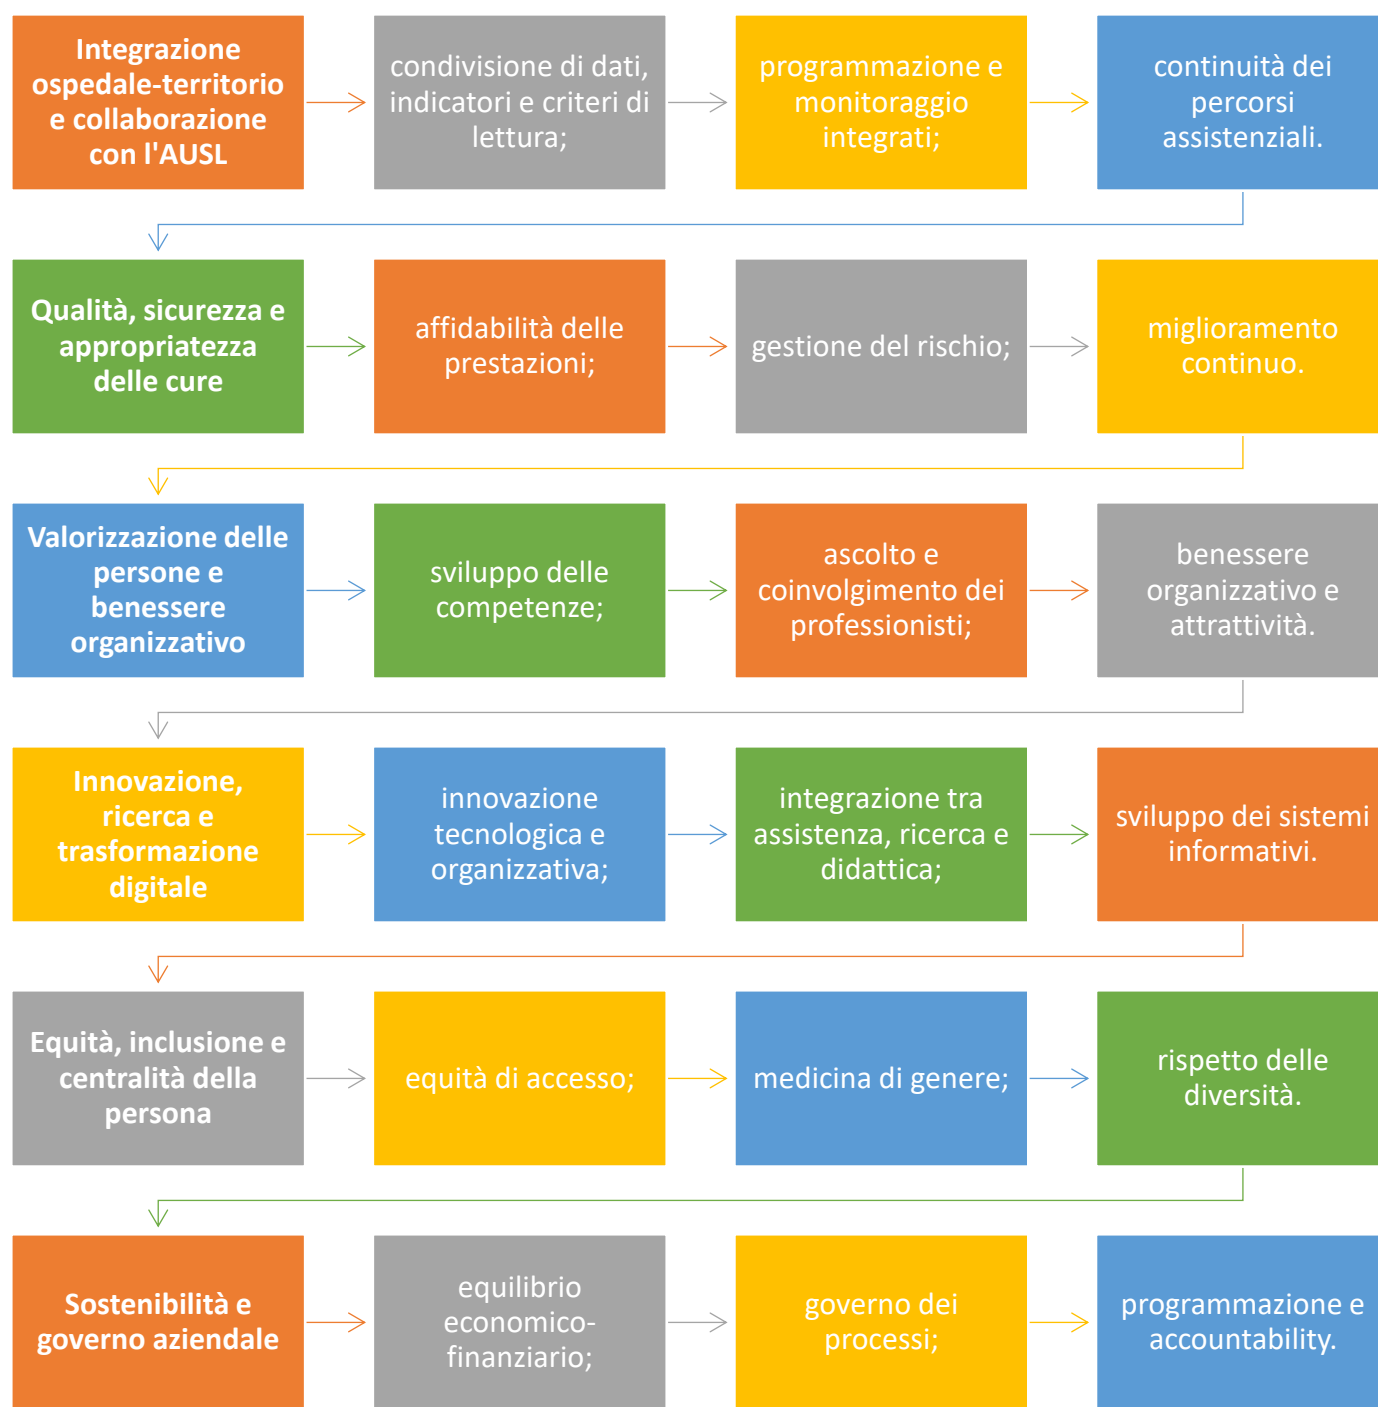 Integrazione
ospedale-territorio
e collaborazione
con l'AUSL
condivisione di dati,
indicatori e criteri di
lettura;
programmazione e
monitoraggio
integrati;
continuità dei
percorsi
assistenziali.
Qualità, sicurezza e
appropriatezza
delle cure
affidabilità delle
prestazioni;
gestione del rischio;
miglioramento
continuo.
Valorizzazione delle
persone e
benessere
organizzativo
sviluppo delle
competenze;
ascolto e
coinvolgimento dei
professionisti;
benessere
organizzativo e
attrattività.
Innovazione,
ricerca e
trasformazione
digitale
innovazione
tecnologica e
organizzativa;
integrazione tra
assistenza, ricerca e
didattica;
sviluppo dei sistemi
informativi.
Equità, inclusione e
centralità della
persona
equità di accesso;
medicina di genere;
rispetto delle
diversità.
Sostenibilità e
governo aziendale
equilibrio
economico-
finanziario;
governo dei
processi;
programmazione e
accountability.